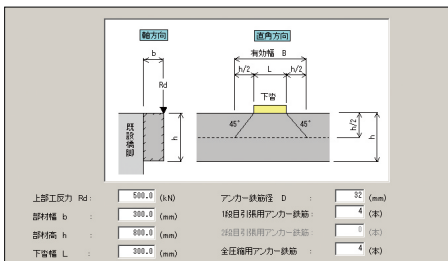 軸方向
直角方向
b
有効幅 B
h/2 L h/2
Rd
下沓
既設橋脚
h
45° 45°
h/2
h
上部工反力 Rd : 500.0 (kN)
アンカー鉄筋径 D : 32 (mm)
部材幅 b : 300.0 (mm)
1段目引張用アンカー鉄筋 : 4 (本)
部材高 h : 800.0 (mm)
2段目引張用アンカー鉄筋 : 0 (本)
下沓幅 L : 300.0 (mm)
全圧縮用アンカー鉄筋 : 4 (本)